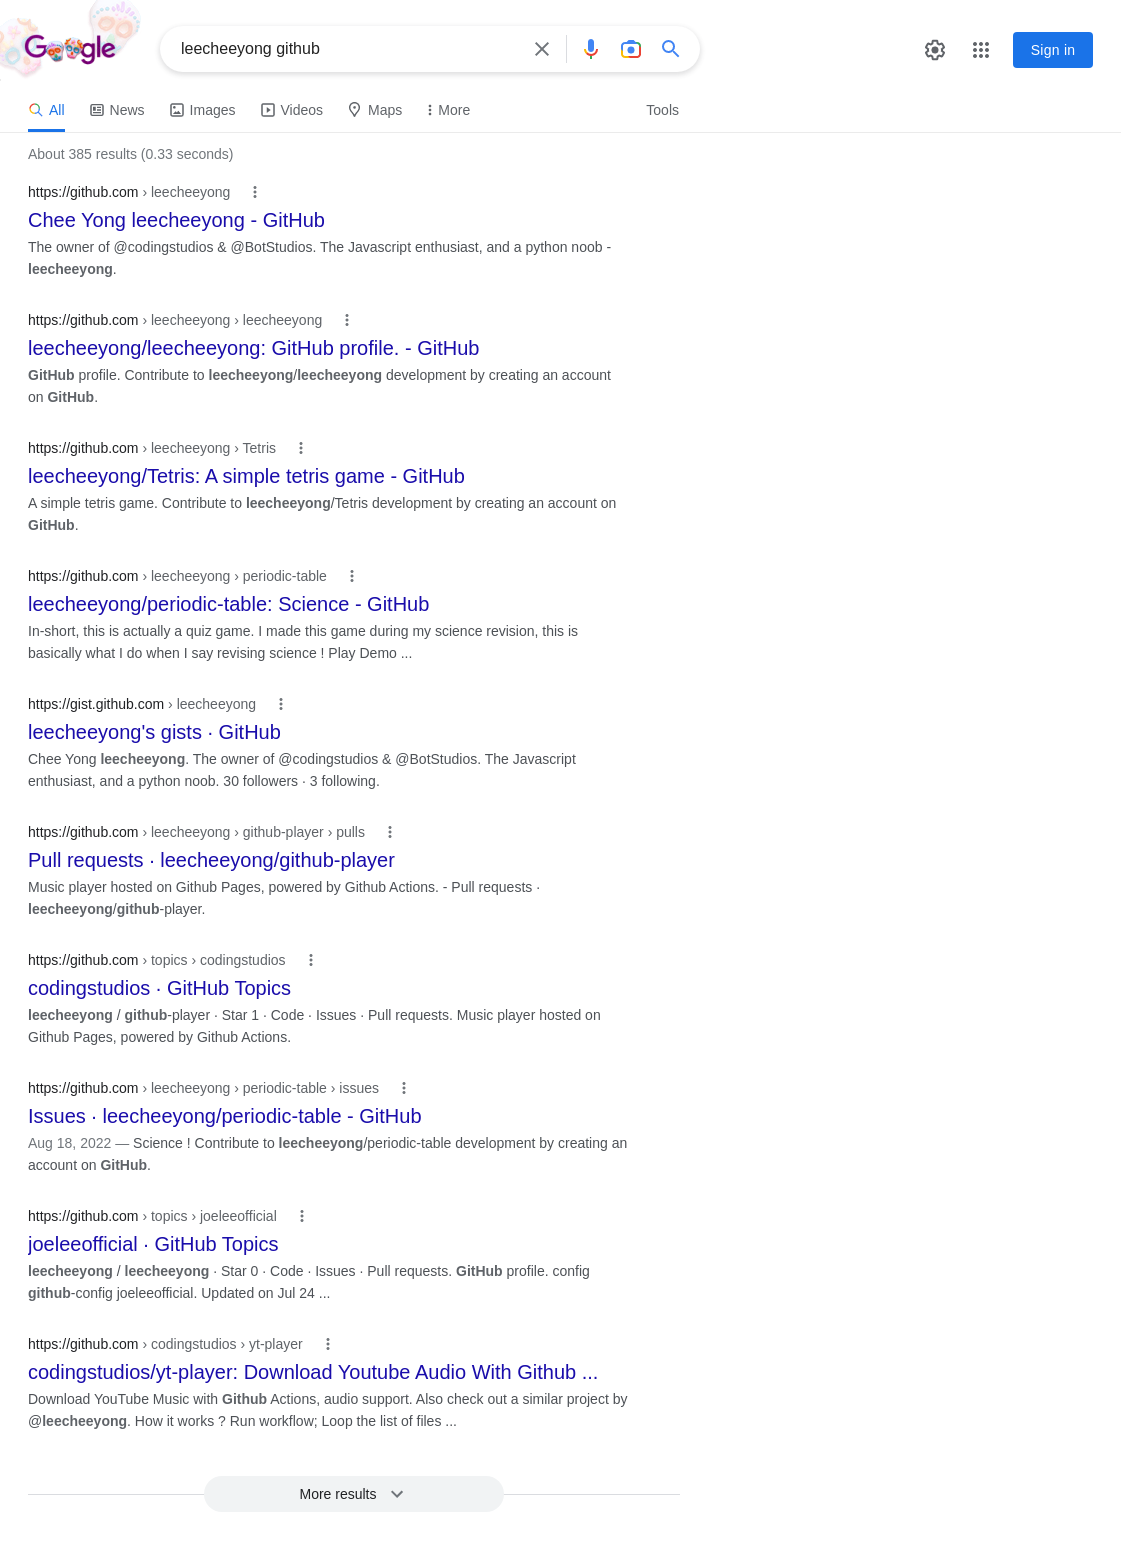 Google
leecheeyong github
Sign in
All News Images Videos Maps More Tools
About 385 results (0.33 seconds)
https://github.com › leecheeyong
Chee Yong leecheeyong - GitHub
The owner of @codingstudios & @BotStudios. The Javascript enthusiast, and a python noob -
leecheeyong.
https://github.com › leecheeyong › leecheeyong
leecheeyong/leecheeyong: GitHub profile. - GitHub
GitHub profile. Contribute to leecheeyong/leecheeyong development by creating an account
on GitHub.
https://github.com › leecheeyong › Tetris
leecheeyong/Tetris: A simple tetris game - GitHub
A simple tetris game. Contribute to leecheeyong/Tetris development by creating an account on
GitHub.
https://github.com › leecheeyong › periodic-table
leecheeyong/periodic-table: Science - GitHub
In-short, this is actually a quiz game. I made this game during my science revision, this is
basically what I do when I say revising science ! Play Demo ...
https://gist.github.com › leecheeyong
leecheeyong's gists · GitHub
Chee Yong leecheeyong. The owner of @codingstudios & @BotStudios. The Javascript
enthusiast, and a python noob. 30 followers · 3 following.
https://github.com › leecheeyong › github-player › pulls
Pull requests · leecheeyong/github-player
Music player hosted on Github Pages, powered by Github Actions. - Pull requests ·
leecheeyong/github-player.
https://github.com › topics › codingstudios
codingstudios · GitHub Topics
leecheeyong / github-player · Star 1 · Code · Issues · Pull requests. Music player hosted on
Github Pages, powered by Github Actions.
https://github.com › leecheeyong › periodic-table › issues
Issues · leecheeyong/periodic-table - GitHub
Aug 18, 2022 — Science ! Contribute to leecheeyong/periodic-table development by creating an
account on GitHub.
https://github.com › topics › joeleeofficial
joeleeofficial · GitHub Topics
leecheeyong / leecheeyong · Star 0 · Code · Issues · Pull requests. GitHub profile. config
github-config joeleeofficial. Updated on Jul 24 ...
https://github.com › codingstudios › yt-player
codingstudios/yt-player: Download Youtube Audio With Github ...
Download YouTube Music with Github Actions, audio support. Also check out a similar project by
@leecheeyong. How it works ? Run workflow; Loop the list of files ...
More results